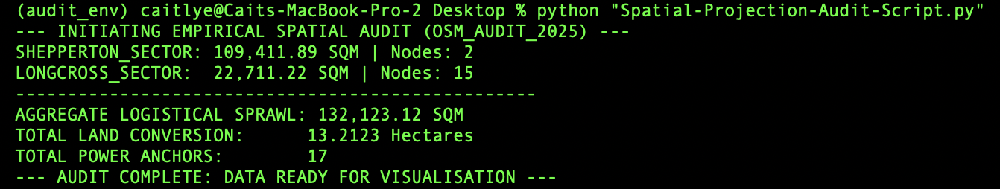 (audit_env) caitlye@Caits-MacBook-Pro-2 Desktop % python "Spatial-Projection-Audit-Script.py"
--- INITIATING EMPIRICAL SPATIAL AUDIT (OSM_AUDIT_2025) ---
SHEPPERTON_SECTOR: 109,411.89 SQM | Nodes: 2
LONGCROSS_SECTOR:  22,711.22 SQM | Nodes: 15
--------------------------------------------------
AGGREGATE LOGISTICAL SPRAWL: 132,123.12 SQM
TOTAL LAND CONVERSION:      13.2123 Hectares
TOTAL POWER ANCHORS:        17
--- AUDIT COMPLETE: DATA READY FOR VISUALISATION ---